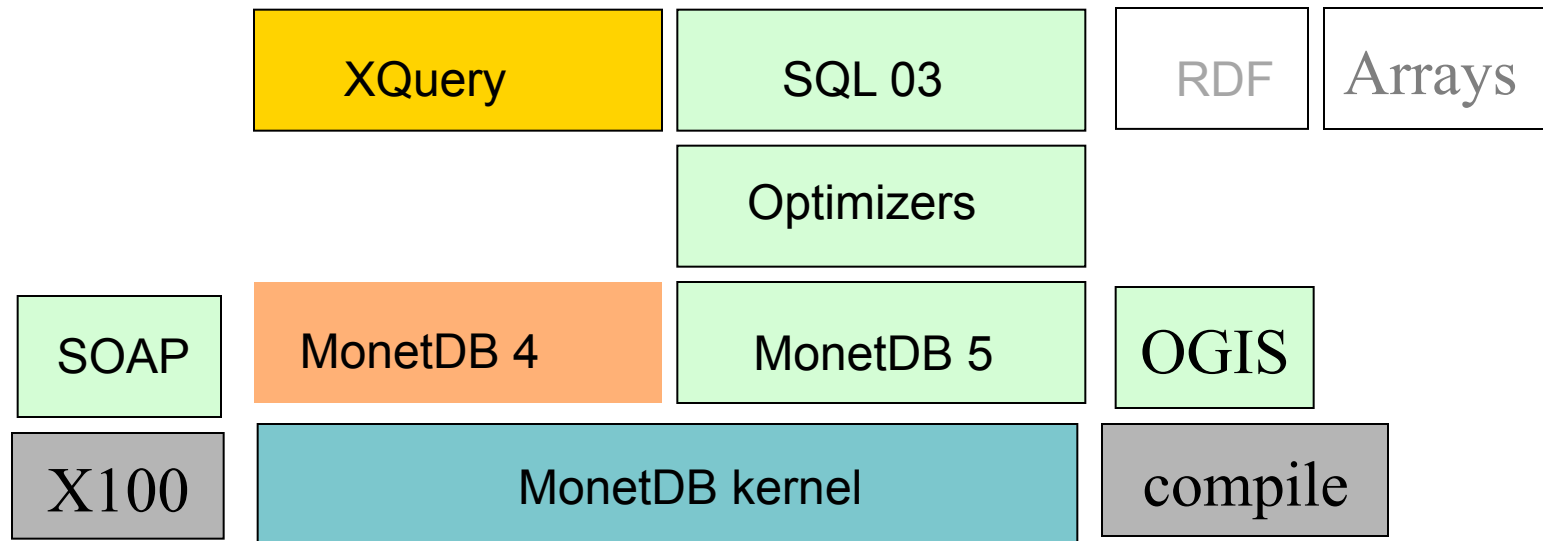 XQuery
SQL 03
RDF
Arrays
Optimizers
SOAP
MonetDB 4
MonetDB 5
OGIS
X100
MonetDB kernel
compile